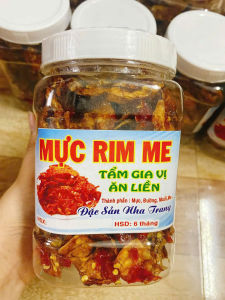 MỰC RIM ME
TẨM GIA VỊ
ĂN LIỀN
Thành phần : Mực, Đường, Muối,
Đặc Sản Nha Trang
NSX:
HSD: 6 tháng